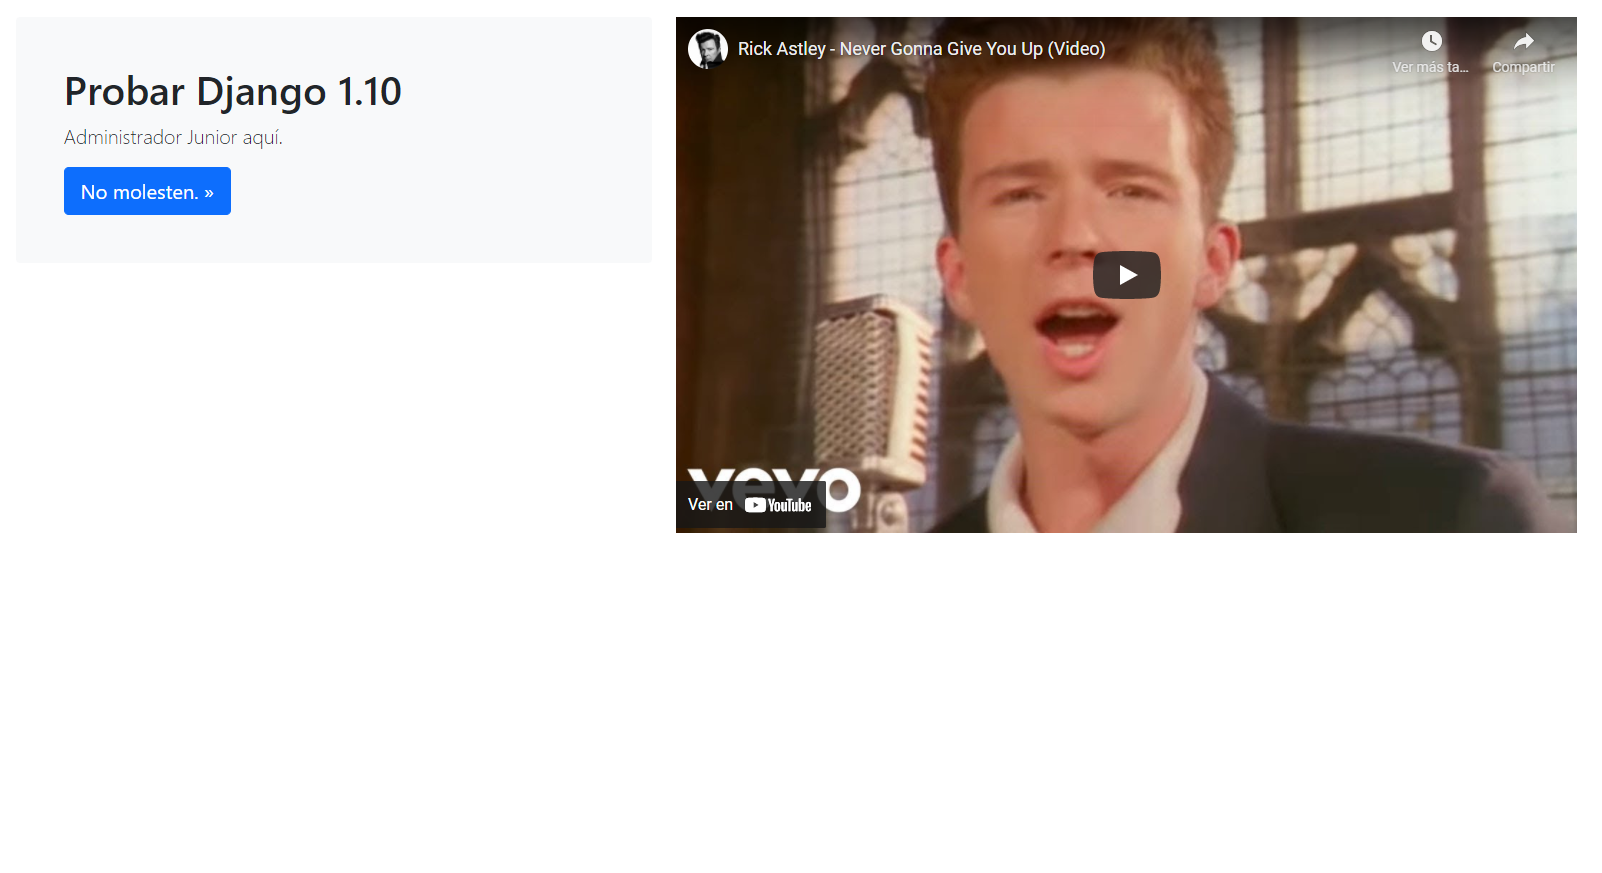 Probar Django 1.10
Administrador Junior aquí.
No molesten. »
Rick Astley - Never Gonna Give You Up (Video)
Ver más ta...
Compartir
vevo
Ver en YouTube